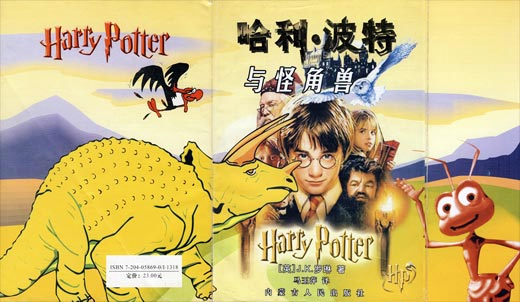 Harry Potter
ISBN 7-204-05869-0/I·1318
定价：23.00元
哈利·波特
与怪角兽
Harry Potter
[英]J.K.罗琳 著
马玉萍 译
内蒙古人民出版社
HP